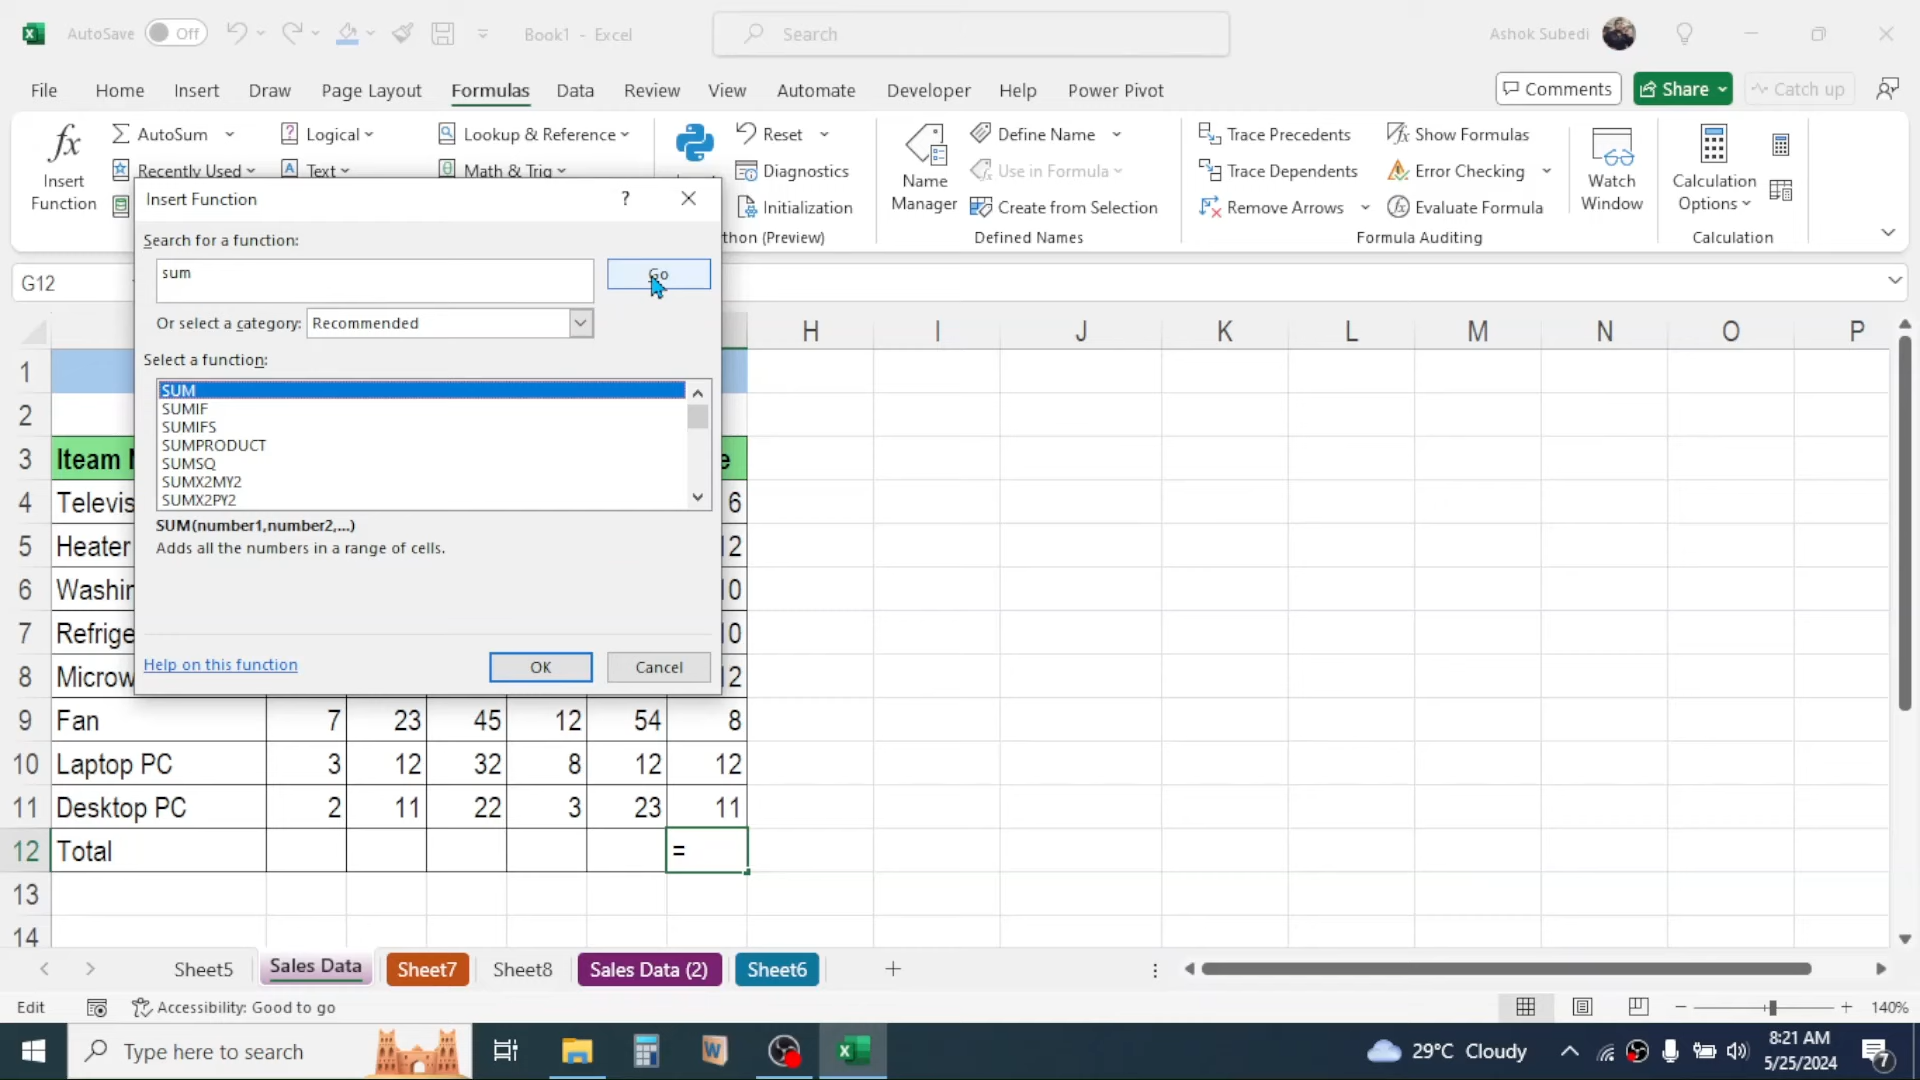 AutoSave Off Book1 - Excel Search Ashok Subedi
File Home Insert Draw Page Layout Formulas Data Review View Automate Developer Help Power Pivot Comments Share Catch up
fx Insert Function
AutoSum
Recently Used
Logical
Text
Lookup & Reference
Math & Trig
Reset
Diagnostics
Initialization
thon (Preview)
Name Manager
Define Name
Use in Formula
Create from Selection
Defined Names
Trace Precedents
Trace Dependents
Remove Arrows
Show Formulas
Error Checking
Evaluate Formula
Formula Auditing
Watch Window
Calculation Options
Calculation
G12
Insert Function ?
Search for a function:
sum Go
Or select a category: Recommended
Select a function:
SUM
SUMIF
SUMIFS
SUMPRODUCT
SUMSQ
SUMX2MY2
SUMX2PY2
SUM(number1,number2,...)
Adds all the numbers in a range of cells.
Help on this function OK Cancel
H I J K L M N O P
1
2
3 Iteam e
4 Televis 6
5 Heater 12
6 Washin 10
7 Refrige 10
8 Microw 12
9 Fan 7 23 45 12 54 8
10 Laptop PC 3 12 32 8 12 12
11 Desktop PC 2 11 22 3 23 11
12 Total =
13
14
Sheet5 Sales Data Sheet7 Sheet8 Sales Data (2) Sheet6
Edit Accessibility: Good to go 140%
Type here to search 29°C Cloudy 8:21 AM
5/25/2024 7